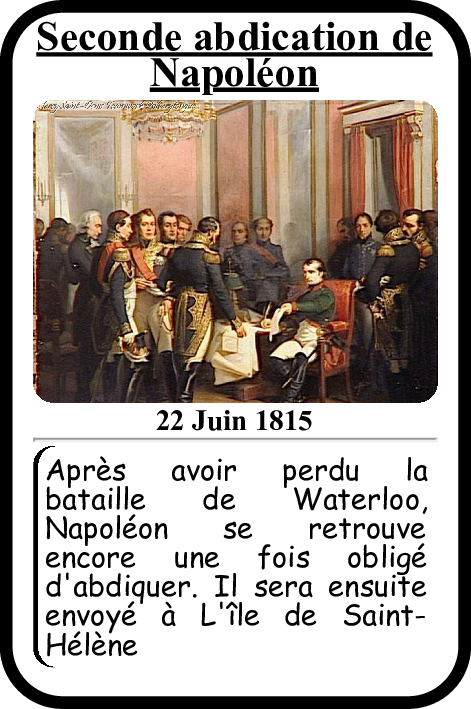 Seconde abdication de
Napoléon
22 Juin 1815
Après avoir perdu la
bataille de Waterloo,
Napoléon se retrouve
encore une fois obligé
d'abdiquer. Il sera ensuite
envoyé à L'île de Saint-
Hélène